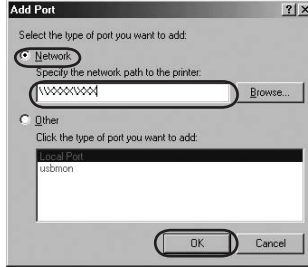 Add Port
Select the type of port you want to add:
Network
Specify the network path to the printer:
\\XXXX\XXX
Browse...
Other
Click the type of port you want to add:
Local Port
usbmon
OK
Cancel